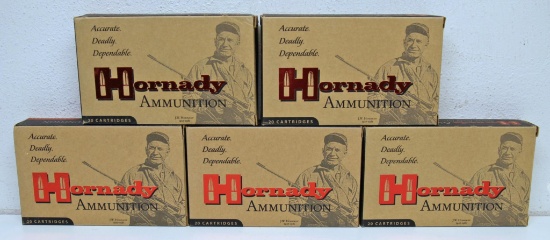 Accurate.
Deadly.
Dependable.
Hornady
AMMUNITION
20 CARTRIDGES
Accurate.
Deadly.
Dependable.
Hornady
AMMUNITION
20 CARTRIDGES
Accurate.
Deadly.
Dependable.
Hornady
AMMUNITION
20 CARTRIDGES
Accurate.
Deadly.
Dependable.
Hornady
AMMUNITION
20 CARTRIDGES
Accurate.
Deadly.
Dependable.
Hornady
AMMUNITION
20 CARTRIDGES